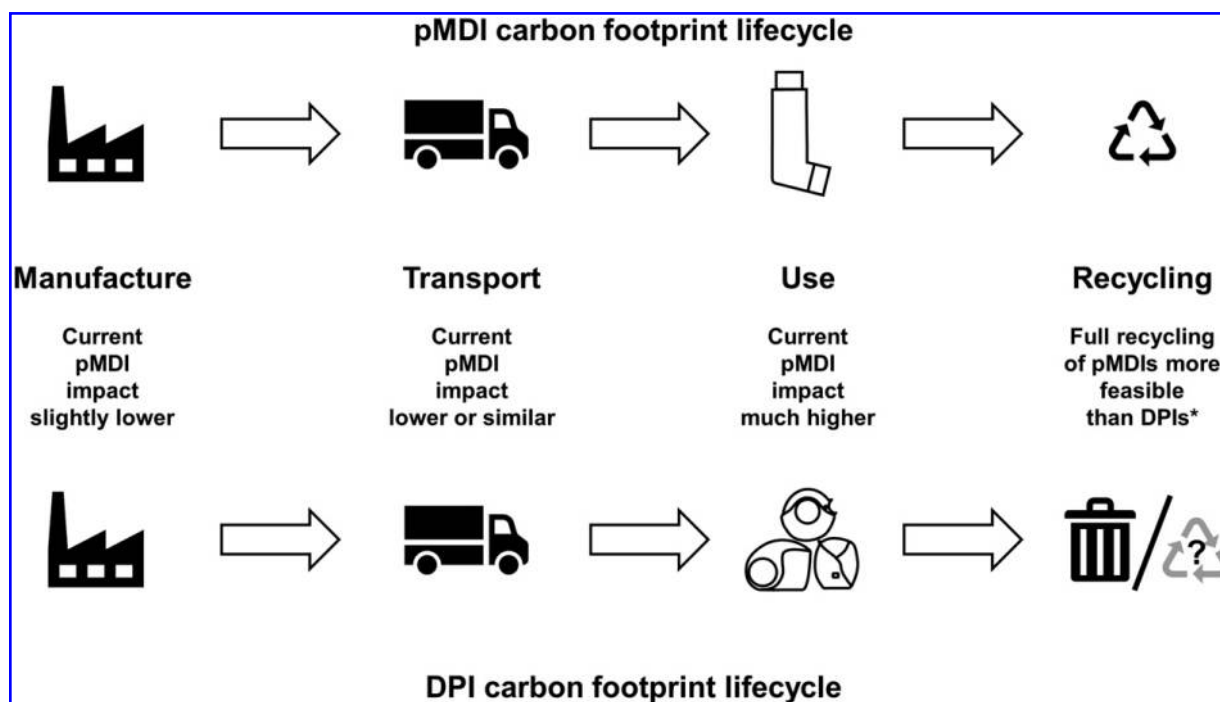 pMDI carbon footprint lifecycle
Manufacture
Current
pMDI
impact
slightly lower
Transport
Current
pMDI
impact
lower or similar
Use
Current
pMDI
impact
much higher
Recycling
Full recycling
of pMDIs more
feasible
than DPIs*
?
DPI carbon footprint lifecycle